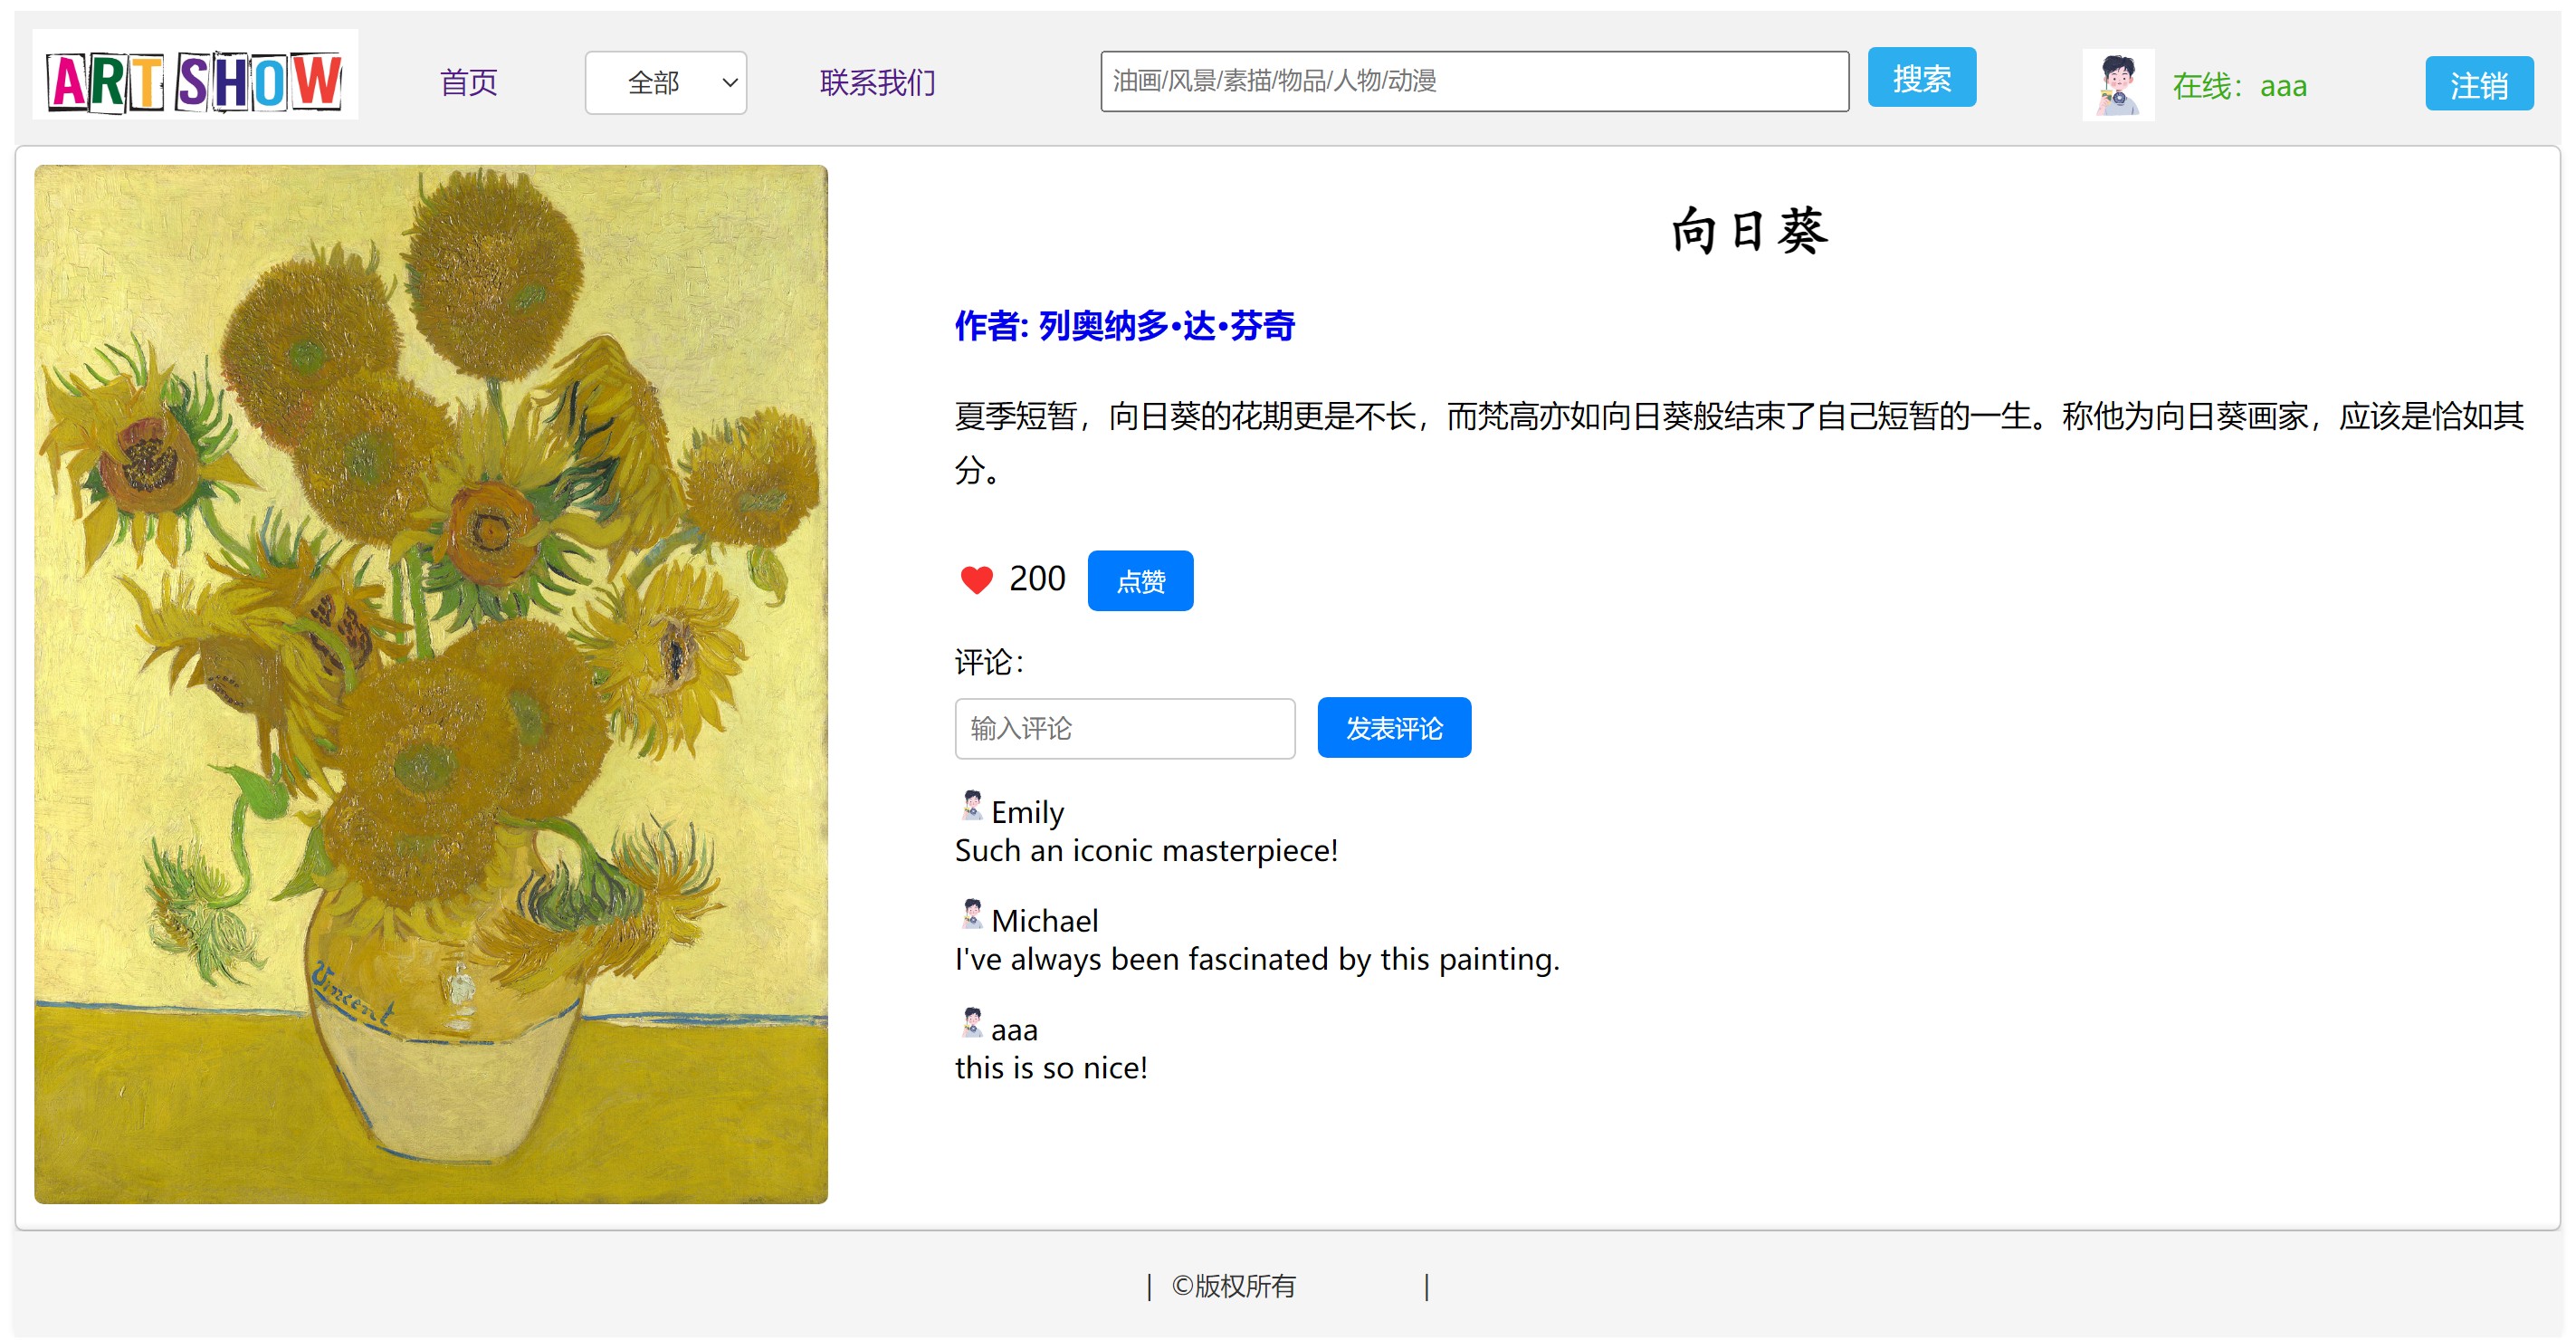 ART SHOW
首页
全部
联系我们
油画/风景/素描/物品/人物/动漫
搜索
在线：aaa
注销
向日葵
作者: 列奥纳多•达•芬奇
夏季短暂，向日葵的花期更是不长，而梵高亦如向日葵般结束了自己短暂的一生。称他为向日葵画家，应该是恰如其
分。
200
点赞
评论：
输入评论
发表评论
Emily
Such an iconic masterpiece!
Michael
I've always been fascinated by this painting.
aaa
this is so nice!
Vincent
| ©版权所有 |